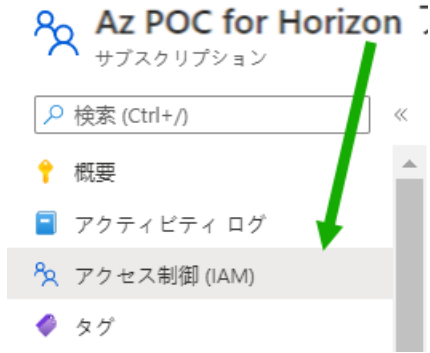 Az POC for Horizon
サブスクリプション
検索 (Ctrl+/)
«
概要
アクティビティ ログ
アクセス制御 (IAM)
タグ